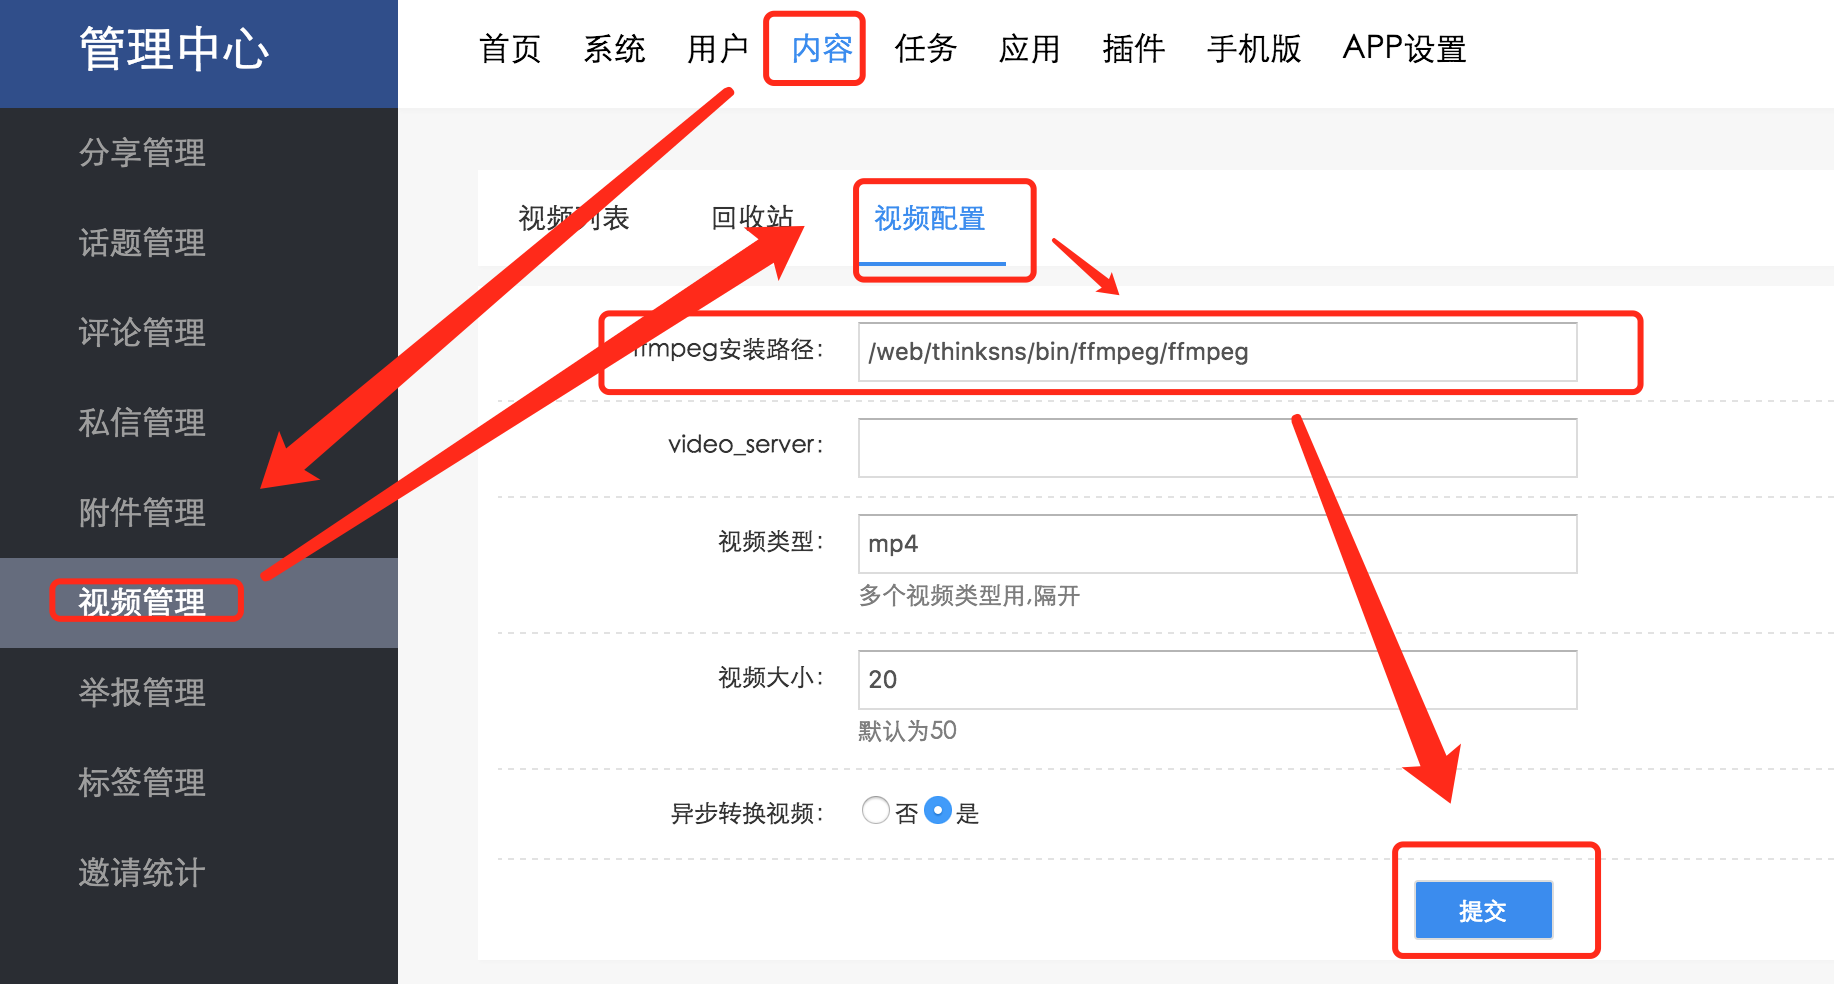 管理中心
首页 系统 用户 内容 任务 应用 插件 手机版 APP设置
分享管理
话题管理
评论管理
私信管理
附件管理
视频管理
举报管理
标签管理
邀请统计
视频列表 回收站 视频配置
ffmpeg安装路径： /web/thinksns/bin/ffmpeg/ffmpeg
video_server：
视频类型： mp4
多个视频类型用,隔开
视频大小： 20
默认为50
异步转换视频： 否 是
提交